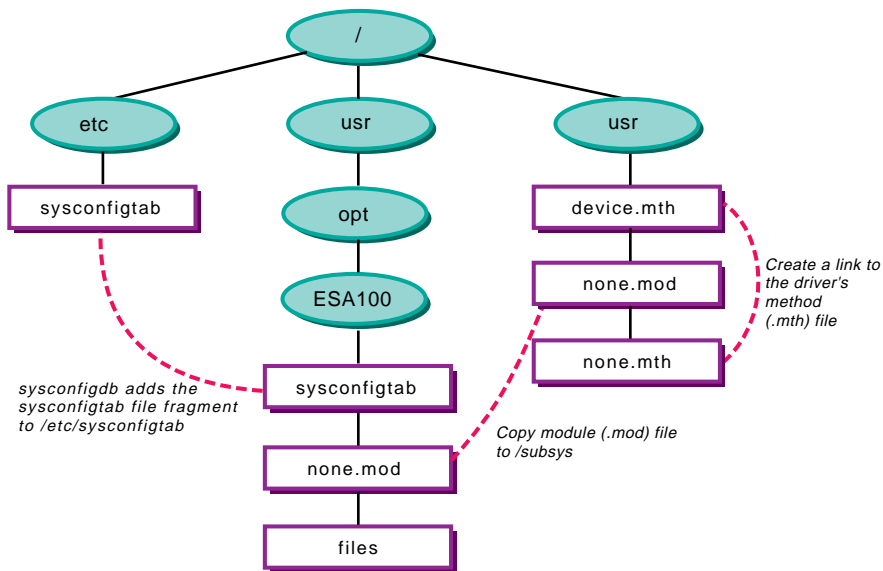 /
etc
usr
usr
sysconfigtab
opt
device.mth
ESA100
none.mod
none.mth
Create a link to
the driver's
method
(.mth) file
sysconfigdb adds the
sysconfigtab file fragment
to /etc/sysconfigtab
sysconfigtab
Copy module (.mod) file
to /subsys
none.mod
files